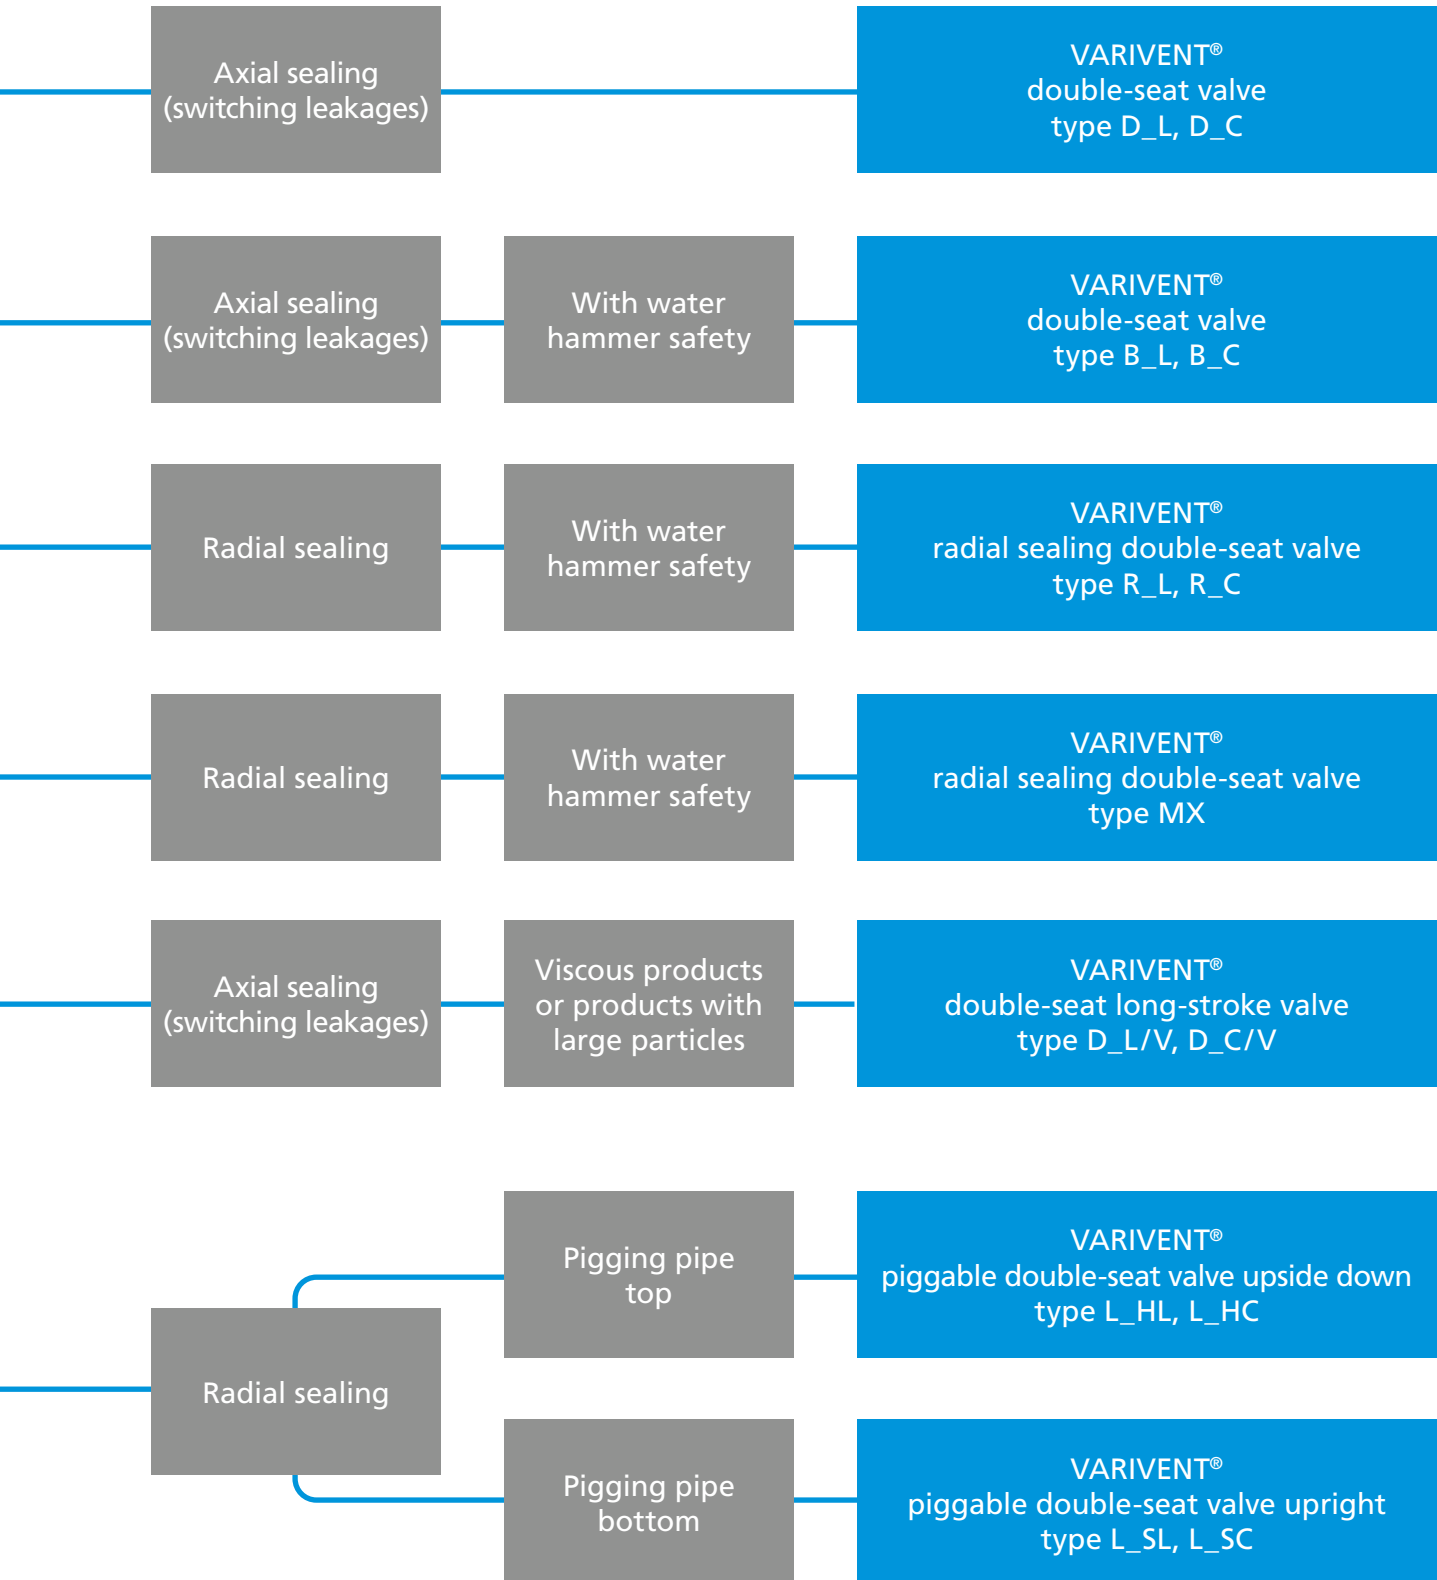 Axial sealing
(switching leakages)
VARIVENT®
double-seat valve
type D_L, D_C
Axial sealing
(switching leakages)
With water
hammer safety
VARIVENT®
double-seat valve
type B_L, B_C
Radial sealing
With water
hammer safety
VARIVENT®
radial sealing double-seat valve
type R_L, R_C
Radial sealing
With water
hammer safety
VARIVENT®
radial sealing double-seat valve
type MX
Axial sealing
(switching leakages)
Viscous products
or products with
large particles
VARIVENT®
double-seat long-stroke valve
type D_L/V, D_C/V
Radial sealing
Pigging pipe
top
VARIVENT®
piggable double-seat valve upside down
type L_HL, L_HC
Pigging pipe
bottom
VARIVENT®
piggable double-seat valve upright
type L_SL, L_SC